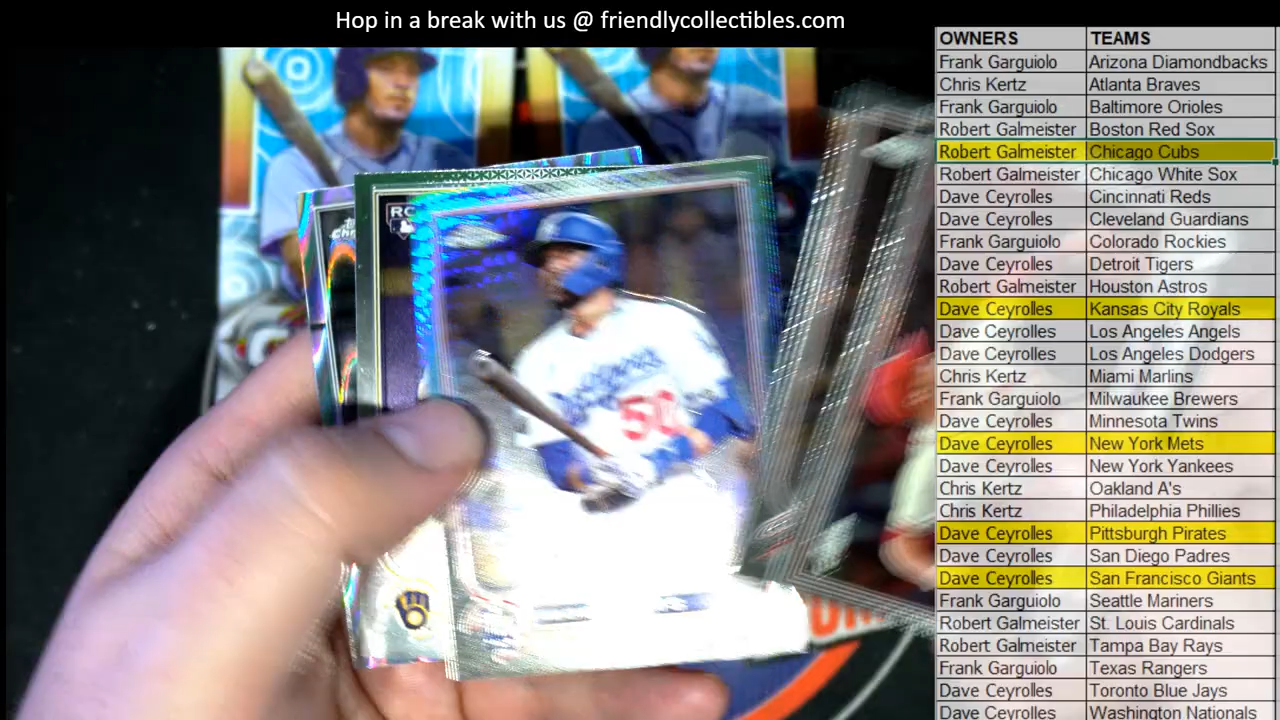 Hop in a break with us @ friendlycollectibles.com
OWNERS TEAMS
Frank Garguiolo Arizona Diamondbacks
Chris Kertz Atlanta Braves
Frank Garguiolo Baltimore Orioles
Robert Galmeister Boston Red Sox
Robert Galmeister Chicago Cubs
Robert Galmeister Chicago White Sox
Dave Ceyrolles Cincinnati Reds
Dave Ceyrolles Cleveland Guardians
Frank Garguiolo Colorado Rockies
Dave Ceyrolles Detroit Tigers
Robert Galmeister Houston Astros
Dave Ceyrolles Kansas City Royals
Dave Ceyrolles Los Angeles Angels
Dave Ceyrolles Los Angeles Dodgers
Chris Kertz Miami Marlins
Frank Garguiolo Milwaukee Brewers
Dave Ceyrolles Minnesota Twins
Dave Ceyrolles New York Mets
Dave Ceyrolles New York Yankees
Chris Kertz Oakland A's
Chris Kertz Philadelphia Phillies
Dave Ceyrolles Pittsburgh Pirates
Dave Ceyrolles San Diego Padres
Dave Ceyrolles San Francisco Giants
Frank Garguiolo Seattle Mariners
Robert Galmeister St. Louis Cardinals
Robert Galmeister Tampa Bay Rays
Frank Garguiolo Texas Rangers
Dave Ceyrolles Toronto Blue Jays
Dave Ceyrolles Washington Nationals
RC
50